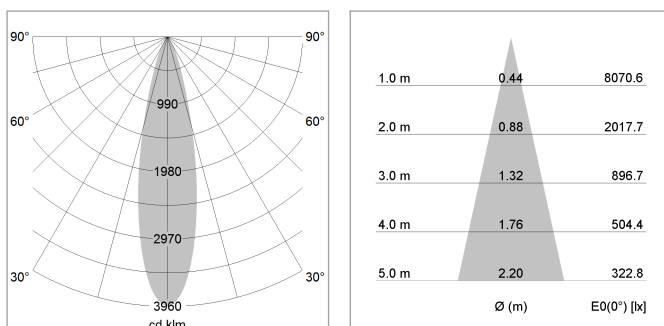 90° 90°
990
60° 60°
1980
2970
30° 30°
3960
cd klm
1.0 m 0.44 8070.6
2.0 m 0.88 2017.7
3.0 m 1.32 896.7
4.0 m 1.76 504.4
5.0 m 2.20 322.8
Ø (m) E0(0°) [lx]